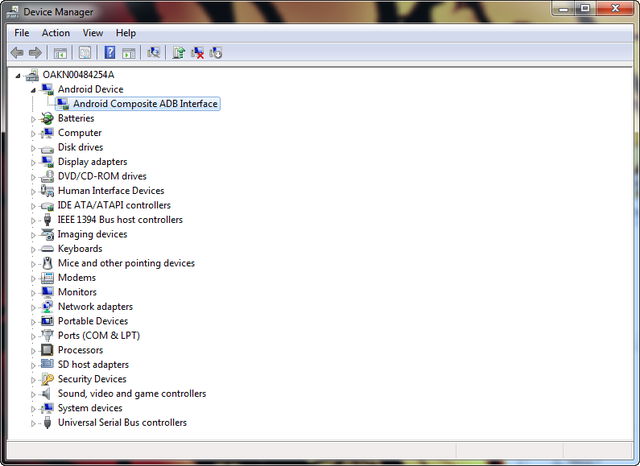 Device Manager
File Action View Help
OAKN00484254A
Android Device
Android Composite ADB Interface
Batteries
Computer
Disk drives
Display adapters
DVD/CD-ROM drives
Human Interface Devices
IDE ATA/ATAPI controllers
IEEE 1394 Bus host controllers
Imaging devices
Keyboards
Mice and other pointing devices
Modems
Monitors
Network adapters
Portable Devices
Ports (COM & LPT)
Processors
SD host adapters
Security Devices
Sound, video and game controllers
System devices
Universal Serial Bus controllers